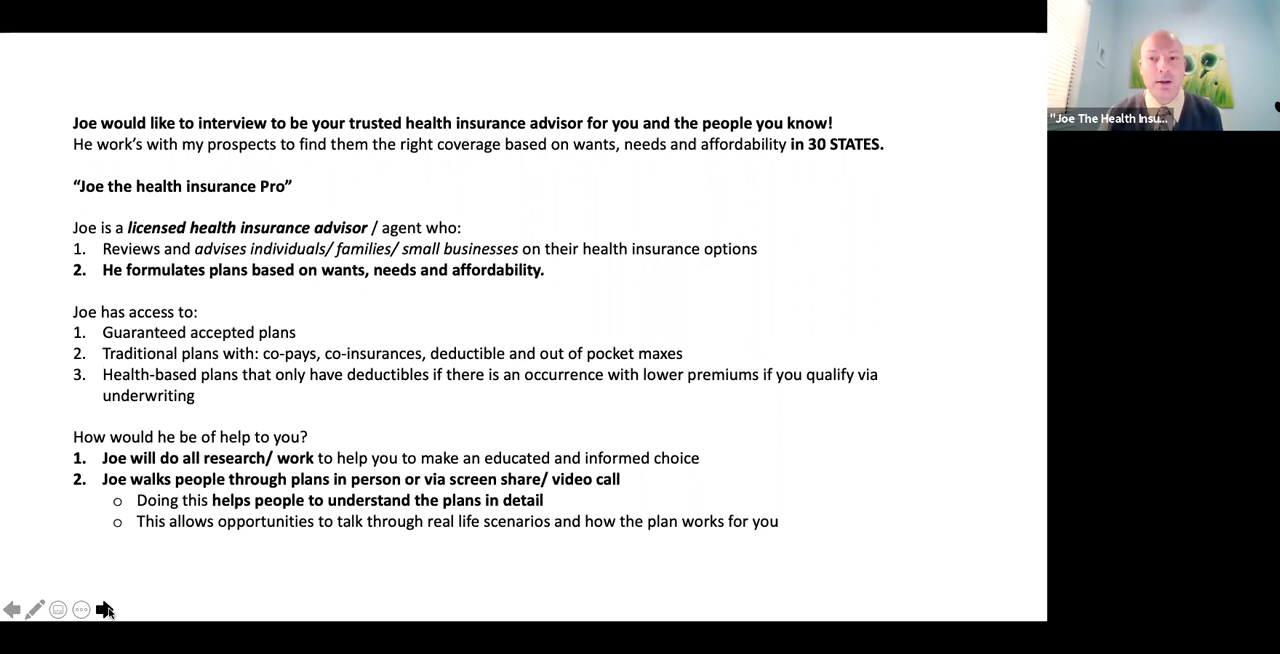 Joe would like to interview to be your trusted health insurance advisor for you and the people you know!
He work's with my prospects to find them the right coverage based on wants, needs and affordability in 30 STATES.
“Joe the health insurance Pro”
Joe is a licensed health insurance advisor / agent who:
1. Reviews and advises individuals/ families/ small businesses on their health insurance options
2. He formulates plans based on wants, needs and affordability.
Joe has access to:
1. Guaranteed accepted plans
2. Traditional plans with: co-pays, co-insurances, deductible and out of pocket maxes
3. Health-based plans that only have deductibles if there is an occurrence with lower premiums if you qualify via
underwriting
How would he be of help to you?
1. Joe will do all research/ work to help you to make an educated and informed choice
2. Joe walks people through plans in person or via screen share/ video call
o Doing this helps people to understand the plans in detail
o This allows opportunities to talk through real life scenarios and how the plan works for you
"Joe The Health Insu...